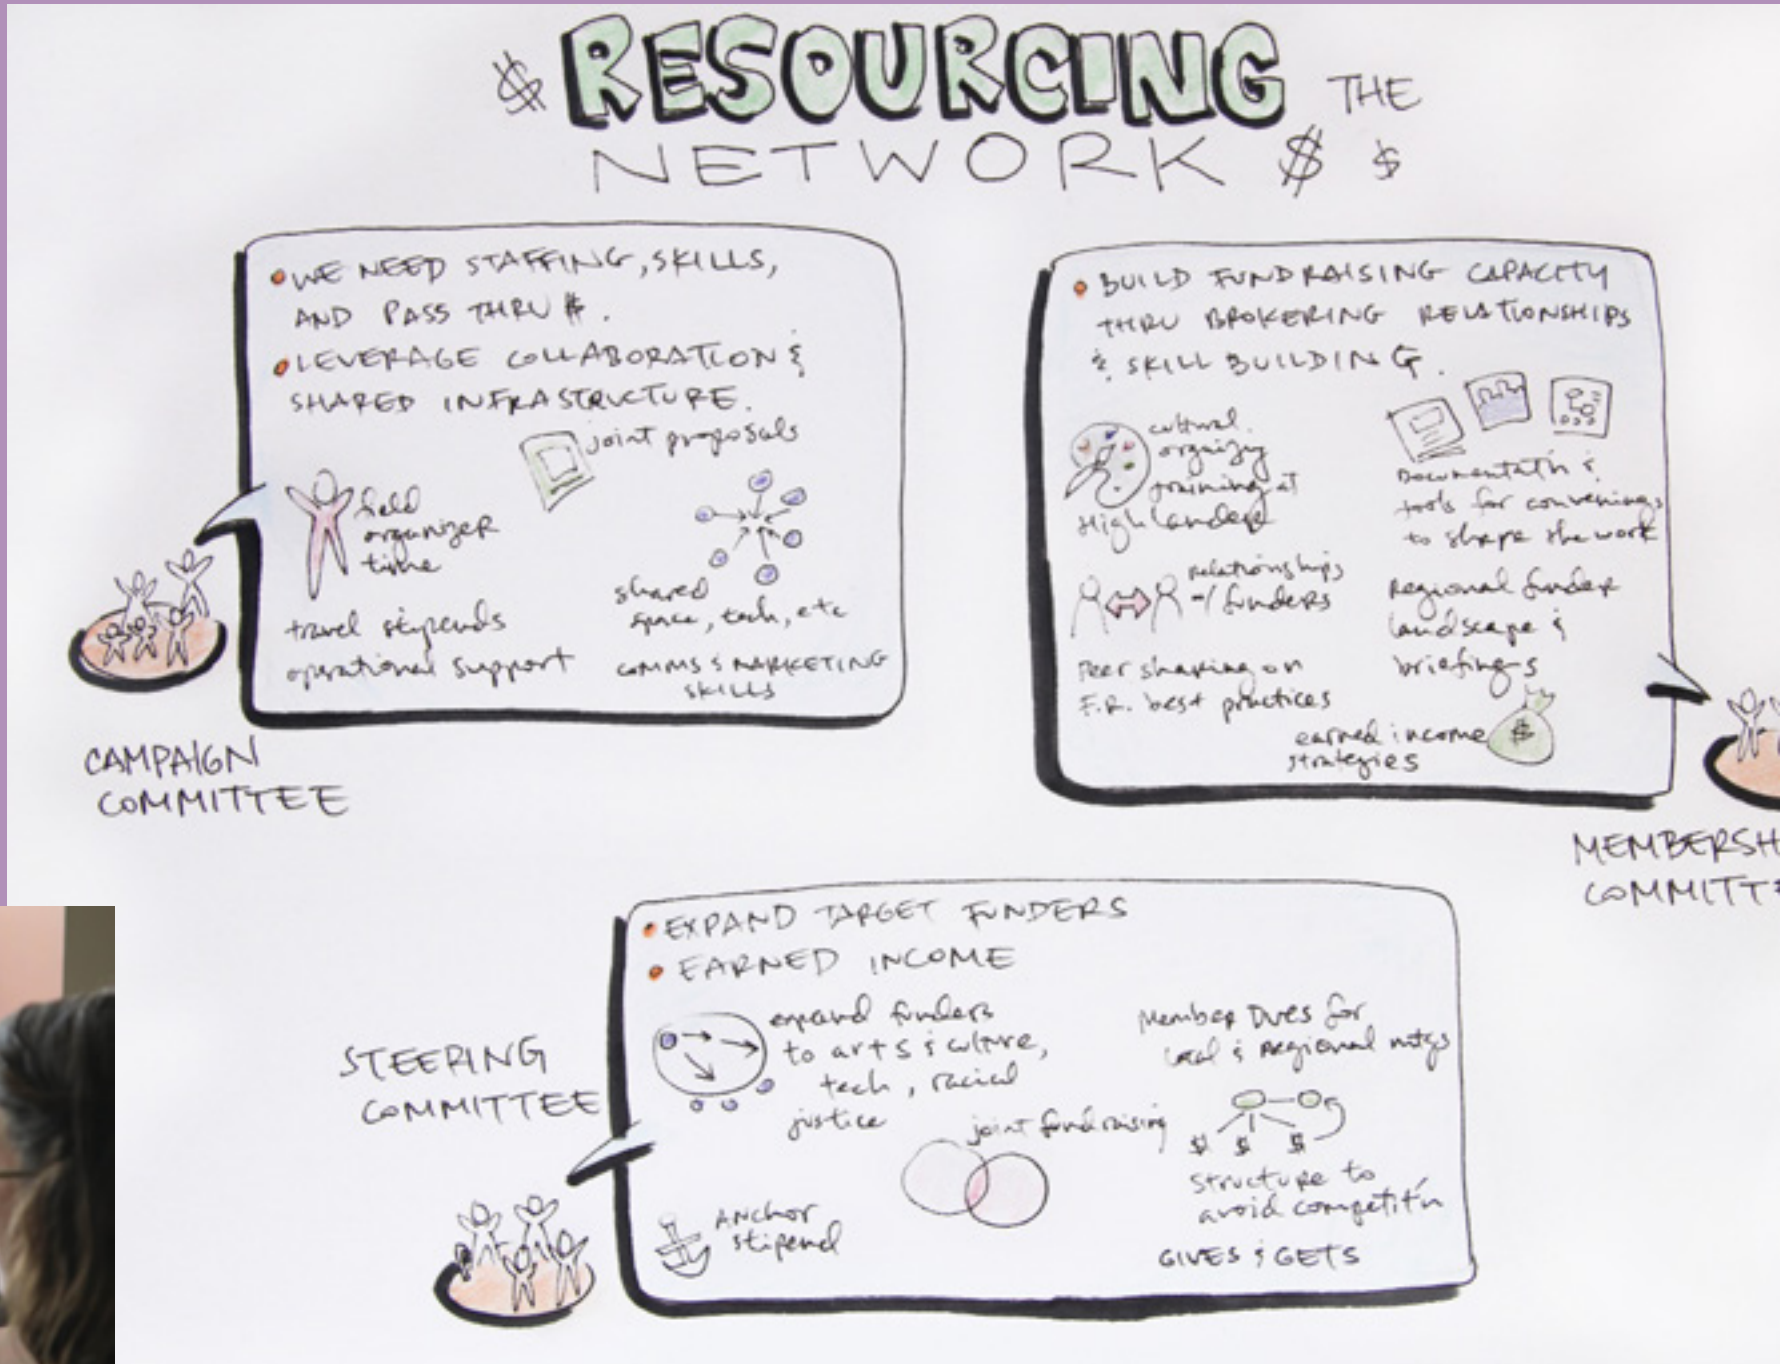 $ RESOURCING THE
NETWORK $ $
• WE NEED STAFFING, SKILLS,
AND PASS THRU $.
• LEVERAGE COLLABORATION &
SHARED INFRASTRUCTURE.
joint proposals
field
organizer
time
shared
space, tech, etc
travel stipends
operational support
COMMS & MARKETING
SKILLS
CAMPAIGN
COMMITTEE
• BUILD FUNDRAISING CAPACITY
THRU BROKERING RELATIONSHIPS
& SKILL BUILDING.
cultural
organizing
training at
Highlander
Documentat'n &
tools for convenings
to shape the work
relationships
w/ funders
Regional funder
landscape &
briefings
Peer sharing on
F.R. best practices
earned income
strategies
$
MEMBERSH
COMMITTE
• EXPAND TARGET FUNDERS
• EARNED INCOME
expand funders
to arts & culture,
tech, racial
justice
Member Dues for
local & Regional mtgs
STEERING
COMMITTEE
joint fundraising
$ $ $
Structure to
avoid competit'n
ANCHOR
stipend
GIVES & GETS